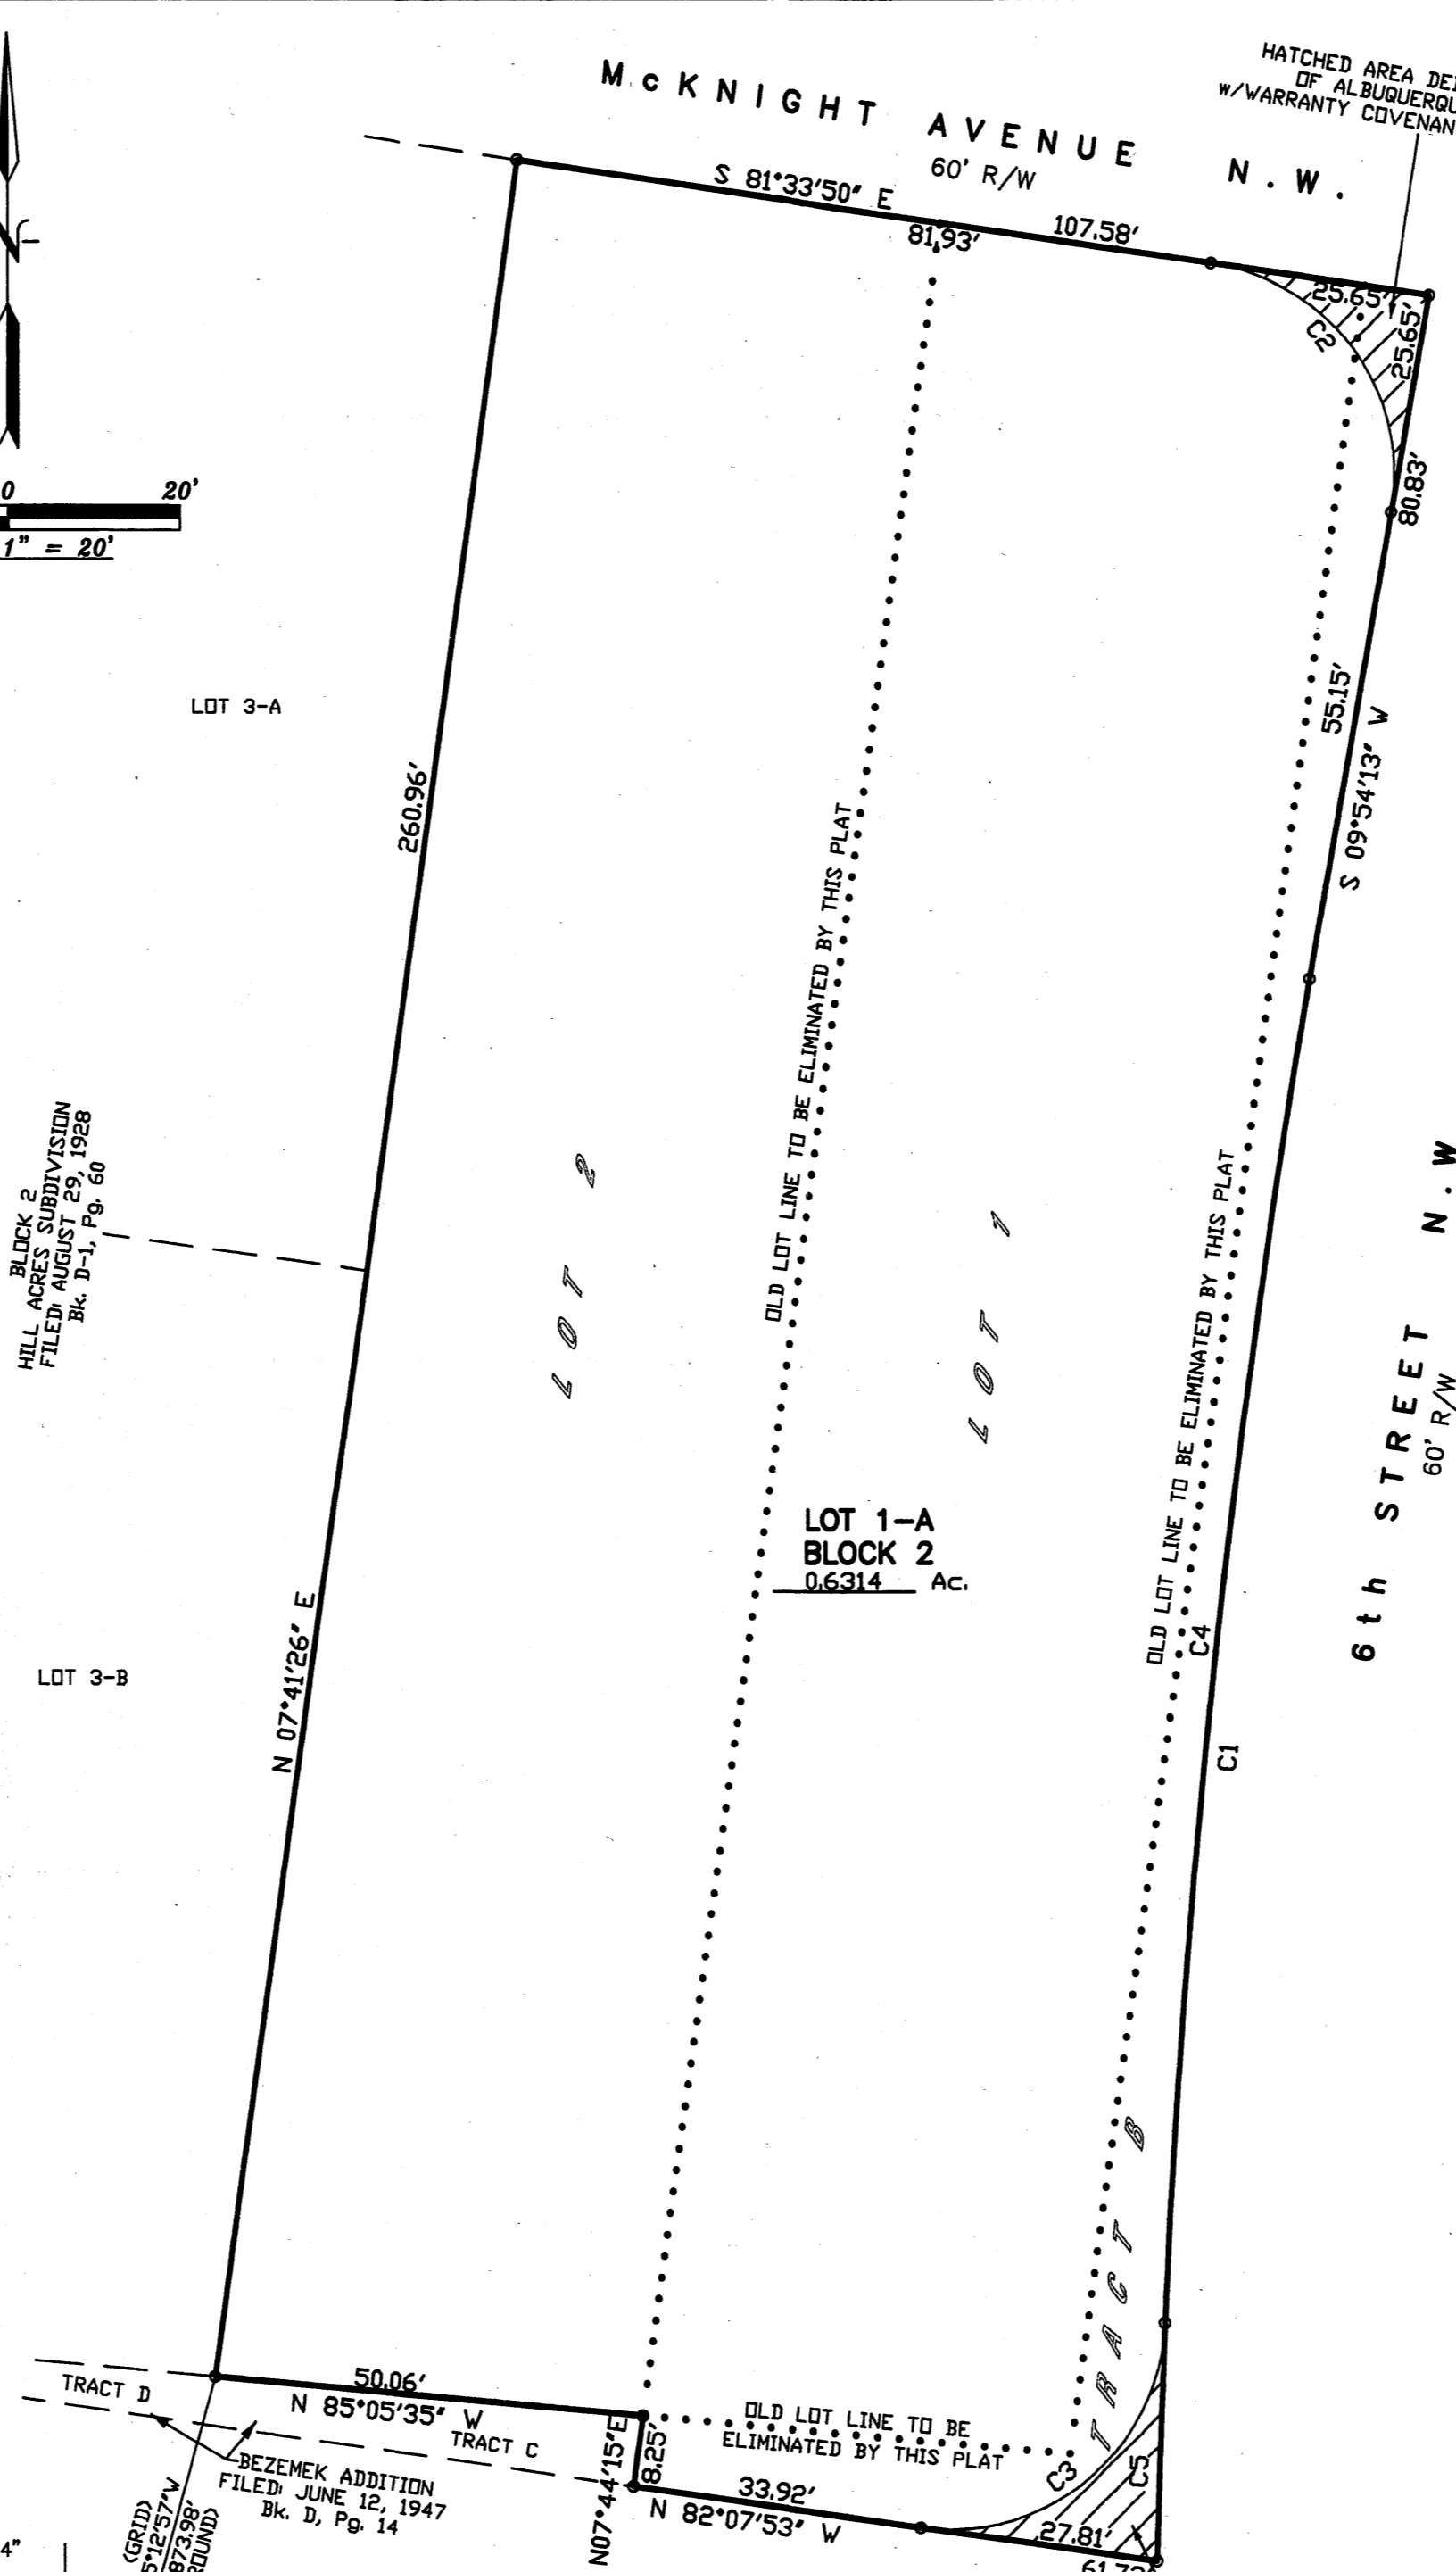 McKNIGHT AVENUE N.W.
60' R/W
HATCHED AREA
OF
W/WARRANTY
S 81°33'50" E
81.93'
107.58'
25.65'
25.65'
C2
80.83'
0 20'
1" = 20'
55.15'
S 09°54'13" W
LOT 3-A
260.96'
OLD LOT LINE TO BE ELIMINATED BY THIS PLAT
BLOCK 2
HILL ACRES SUBDIVISION
FILED: AUGUST 29, 1928
Bk. D-1, Pg. 60
LOT 2
LOT 1
OLD LOT LINE TO BE ELIMINATED BY THIS PLAT
6th STREET N.W
60' R/W
LOT 1-A
BLOCK 2
0.6314 Ac.
C4
C1
LOT 3-B
N 07°41'26" E
TRACT B
TRACT D
50.06'
N 85°05'35" W
TRACT C
OLD LOT LINE TO BE
ELIMINATED BY THIS PLAT
N07°44'15"E
8.25'
33.92'
N 82°07'53" W
C3
C5
27.81'
BEZEMEK ADDITION
FILED: JUNE 12, 1947
Bk. D, Pg. 14
(GRID)
5°12'57"W
873.98'
4"